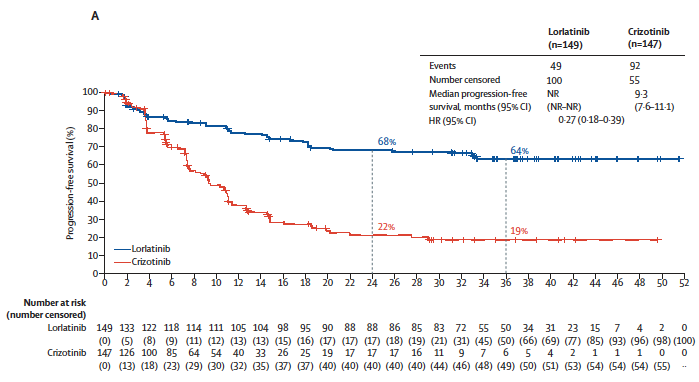 A
Lorlatinib Crizotinib
(n=149) (n=147)
Events 49 92
Number censored 100 55
Median progression-free NR 9·3
survival, months (95% CI) (NR–NR) (7·6–11·1)
HR (95% CI) 0·27 (0·18–0·39)
Progression-free survival (%)
100
90
80
70
60
50
40
30
20
10
0
68%
64%
22%
19%
Lorlatinib
Crizotinib
0 2 4 6 8 10 12 14 16 18 20 22 24 26 28 30 32 34 36 38 40 42 44 46 48 50 52
Number at risk
(number censored)
Lorlatinib 149 133 122 118 114 111 105 104 98 95 90 88 88 86 85 83 72 55 50 34 31 23 15 7 4 2 0
(0) (5) (8) (9) (11) (12) (13) (13) (15) (16) (17) (17) (17) (18) (19) (21) (31) (45) (50) (66) (69) (77) (85) (93) (96) (98) (100)
Crizotinib 147 126 100 85 64 54 40 33 26 25 19 17 17 17 16 11 9 7 6 5 4 2 1 1 1 0 ..
(0) (13) (18) (23) (29) (30) (32) (35) (37) (37) (40) (40) (40) (40) (40) (44) (46) (48) (49) (50) (51) (53) (54) (54) (54) (55) ..